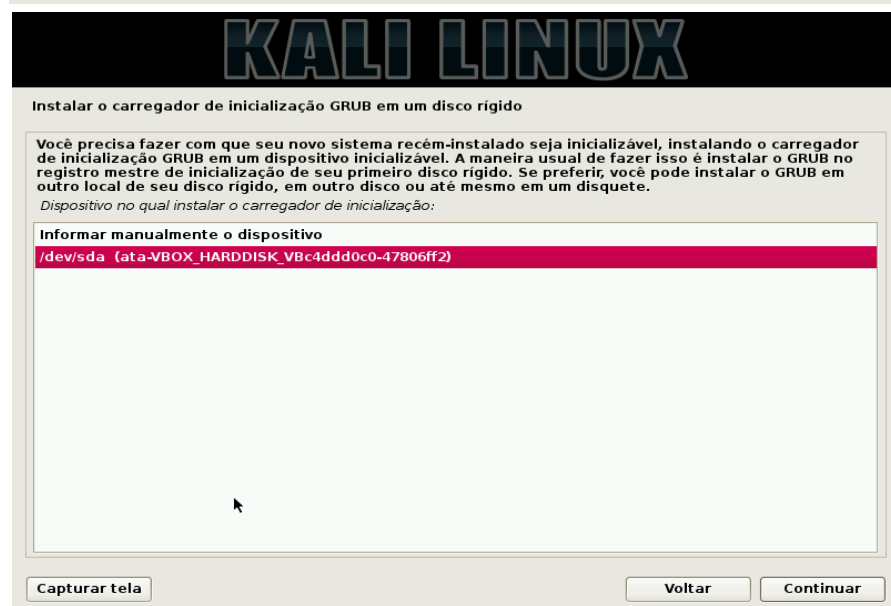 KALI LINUX
Instalar o carregador de inicialização GRUB em um disco rígido
Você precisa fazer com que seu novo sistema recém-instalado seja inicializável, instalando o carregador
de inicialização GRUB em um dispositivo inicializável. A maneira usual de fazer isso é instalar o GRUB no
registro mestre de inicialização de seu primeiro disco rígido. Se preferir, você pode instalar o GRUB em
outro local de seu disco rígido, em outro disco ou até mesmo em um disquete.
Dispositivo no qual instalar o carregador de inicialização:
Informar manualmente o dispositivo
/dev/sda (ata-VBOX_HARDDISK_VBc4ddd0c0-47806ff2)
Capturar tela
Voltar
Continuar